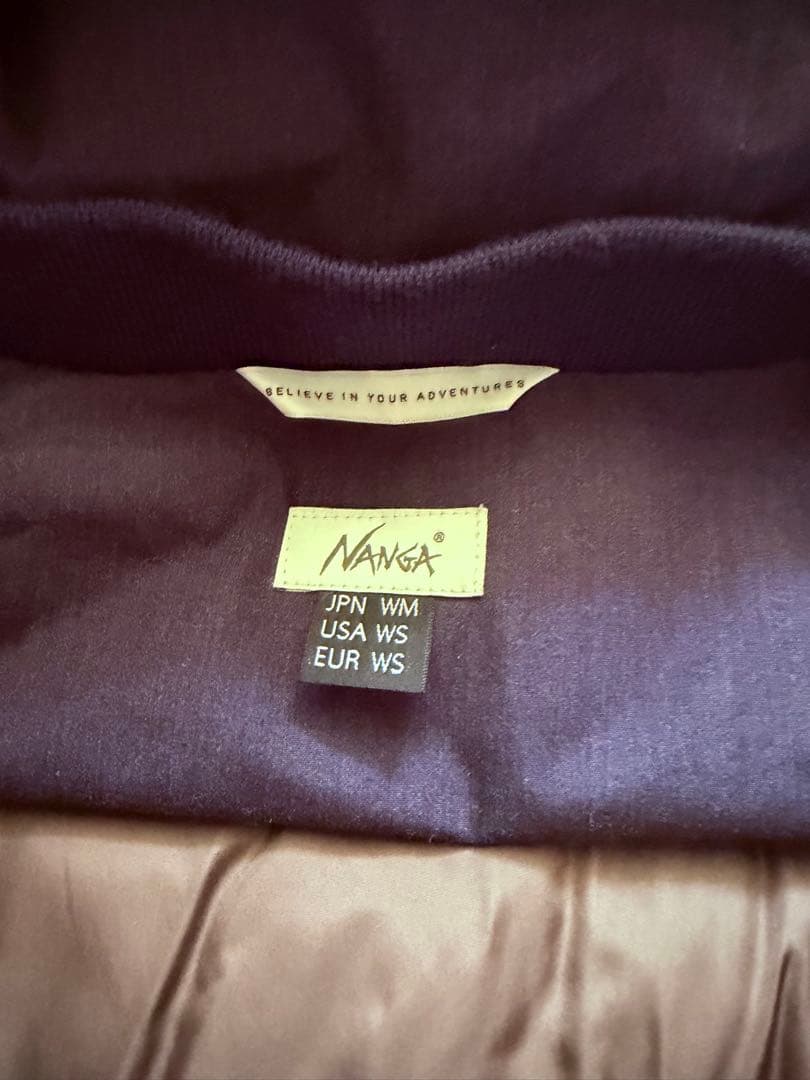 BELIEVE IN YOUR ADVENTURES
NANGA®
JPN WM
USA WS
EUR WS